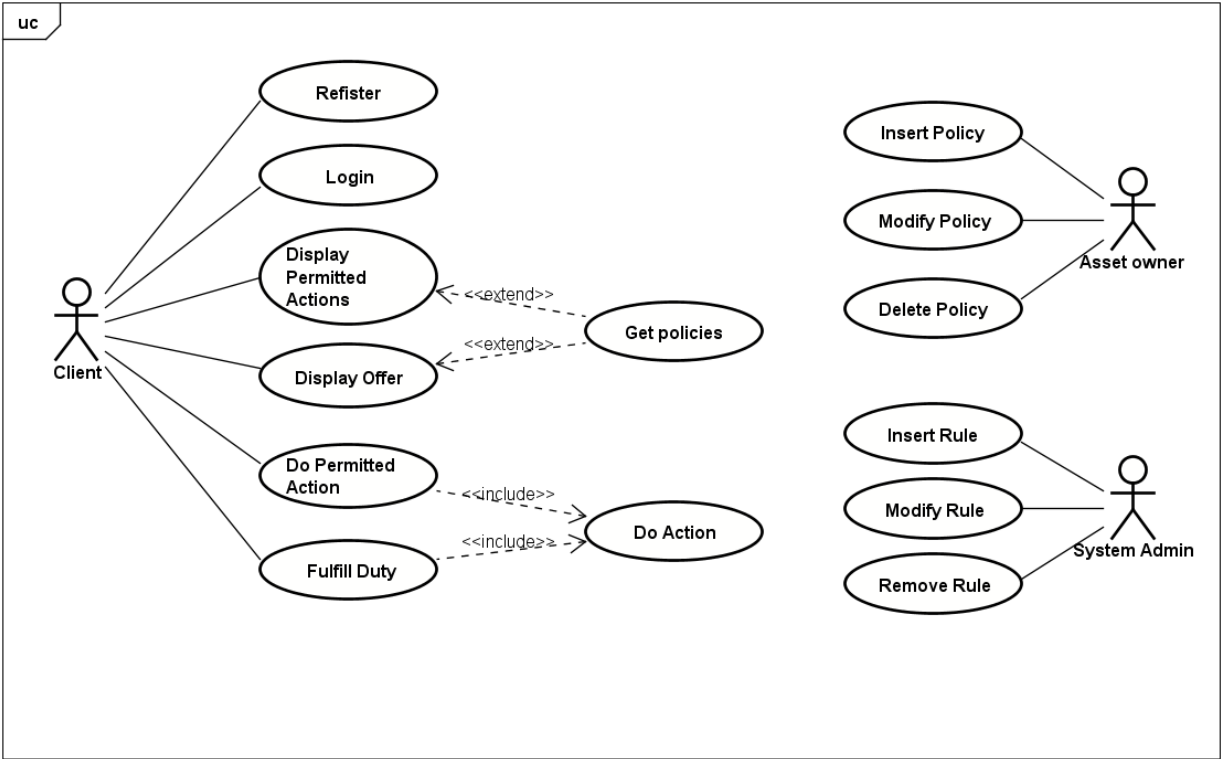 uc
Refister
Login
Display
Permitted
Actions
Display Offer
Do Permitted
Action
Fulfill Duty
Client
<<extend>>
<<extend>>
Get policies
<<include>>
<<include>>
Do Action
Insert Policy
Modify Policy
Delete Policy
Asset owner
Insert Rule
Modify Rule
Remove Rule
System Admin